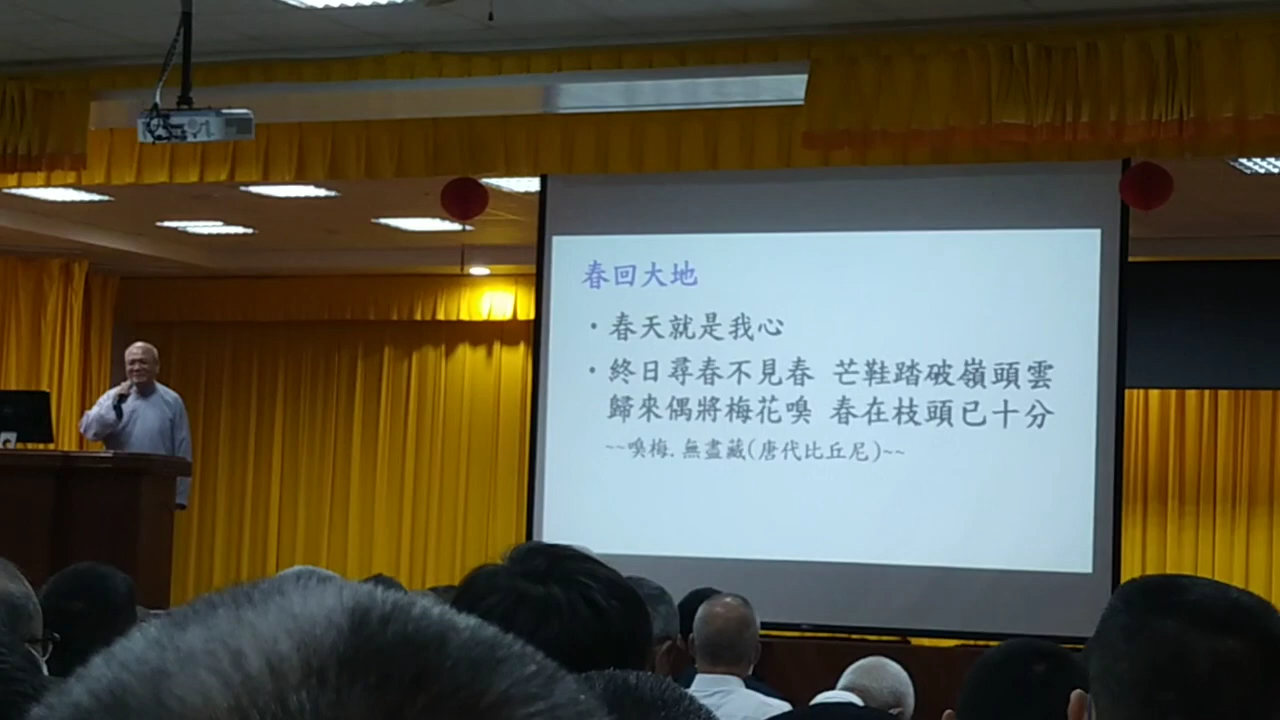 春回大地
•春天就是我心
•終日尋春不見春 芒鞋踏破嶺頭雲
歸來偶將梅花嗅 春在枝頭已十分
~~嗅梅.無盡藏(唐代比丘尼)~~